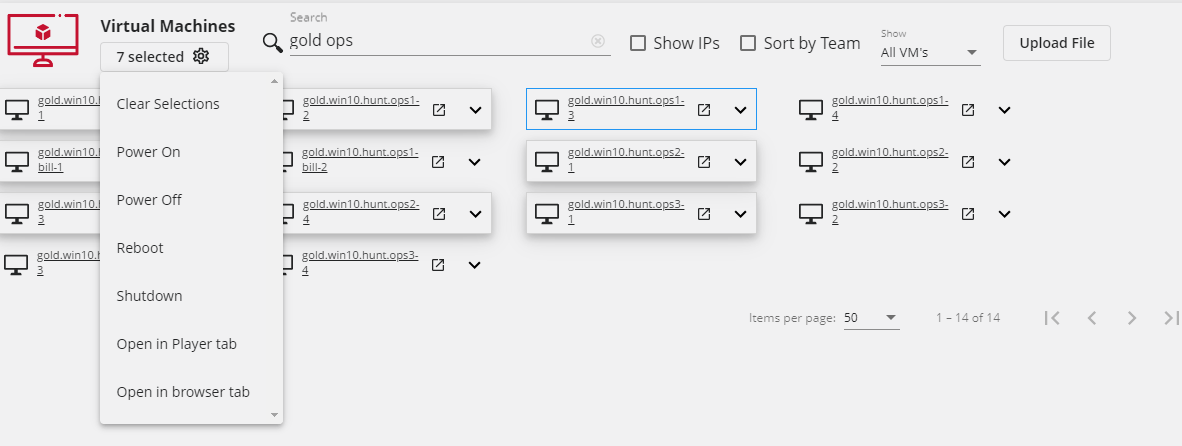 Virtual Machines
7 selected
Search
gold ops
Show IPs
Sort by Team
Show
All VM's
Upload File
Clear Selections
Power On
Power Off
Reboot
Shutdown
Open in Player tab
Open in browser tab
gold.win10.h
1
gold.win10.hunt.ops1-
2
gold.win10.hunt.ops1-
3
gold.win10.hunt.ops1-
4
gold.win10.h
bill-1
gold.win10.hunt.ops1-
bill-2
gold.win10.hunt.ops2-
1
gold.win10.hunt.ops2-
2
gold.win10.h
3
gold.win10.hunt.ops2-
4
gold.win10.hunt.ops3-
1
gold.win10.hunt.ops3-
2
gold.win10.h
3
gold.win10.hunt.ops3-
4
Items per page: 50
1 – 14 of 14